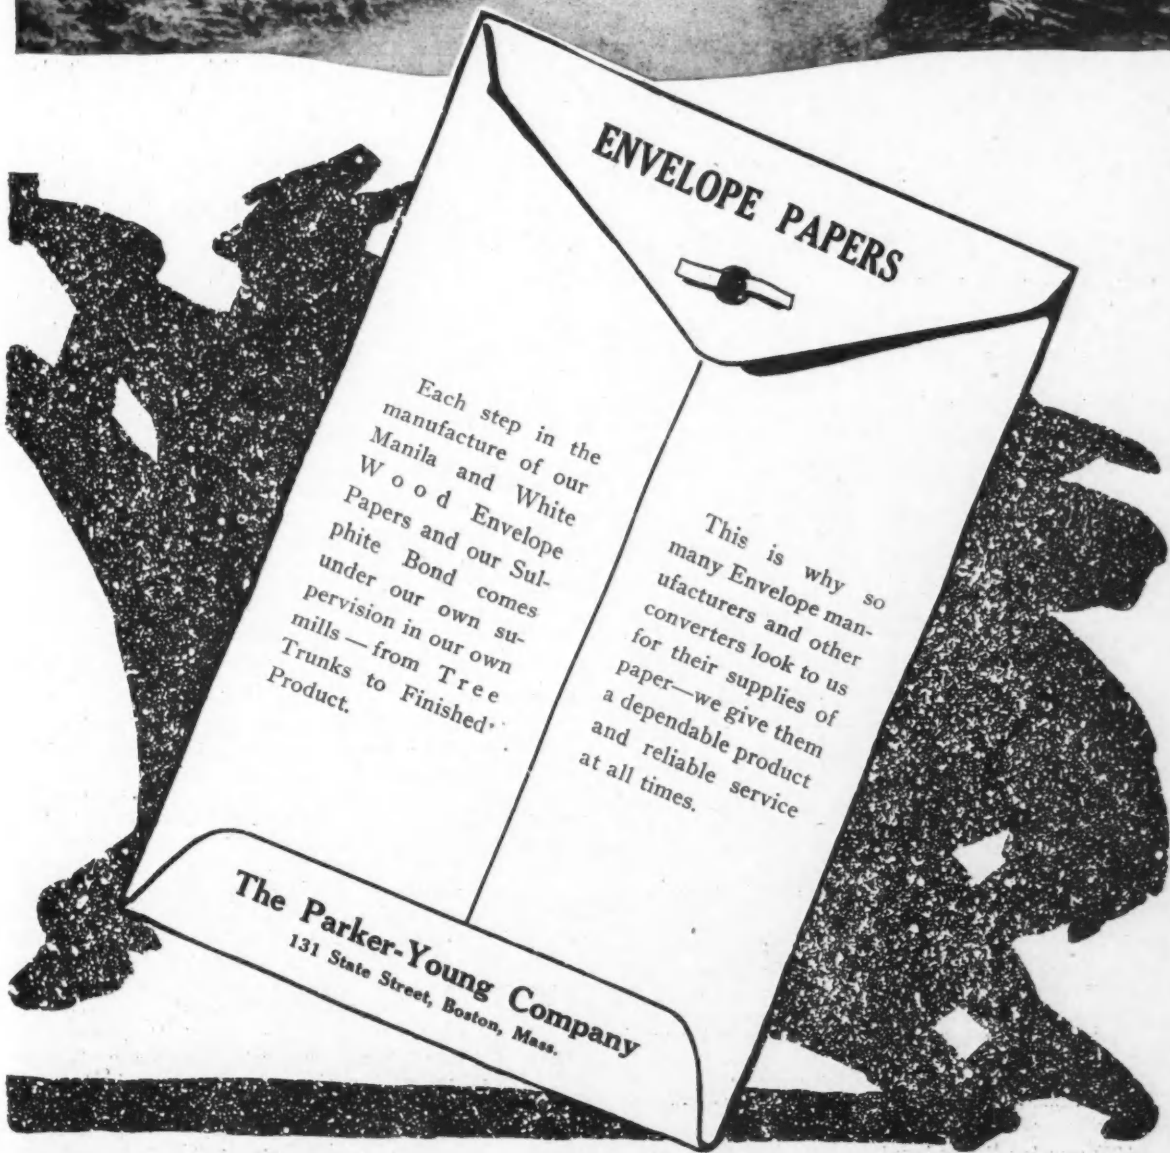 ENVELOPE PAPERS
Each step in the
manufacture of our
Manila and White
Wood Envelope
Papers and our Sul-
phite Bond comes
under our own su-
pervision in our own
mills—from Tree
Trunks to Finished
Product.
This is why so
many Envelope man-
ufacturers and other
converters look to us
for their supplies of
paper—we give them
a dependable product
and reliable service
at all times.
The Parker-Young Company
131 State Street, Boston, Mass.